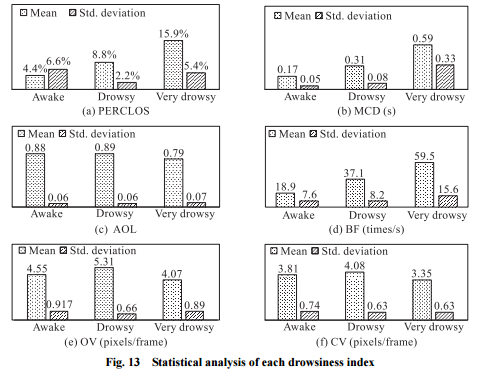 Mean Std. deviation
15.9%
4.4% 6.6% 8.8% 2.2% 5.4%
Awake Drowsy Very drowsy
(a) PERCLOS
Mean Std. deviation
0.59
0.17 0.05 0.31 0.08 0.33
Awake Drowsy Very drowsy
(b) MCD (s)
Mean Std. deviation
0.88 0.06 0.89 0.06 0.79 0.07
Awake Drowsy Very drowsy
(c) AOL
Mean Std. deviation
59.5
18.9 7.6 37.1 8.2 15.6
Awake Drowsy Very drowsy
(d) BF (times/s)
Mean Std. deviation
4.55 0.917 5.31 0.66 4.07 0.89
Awake Drowsy Very drowsy
(e) OV (pixels/frame)
Mean Std. deviation
3.81 0.74 4.08 0.63 3.35 0.63
Awake Drowsy Very drowsy
(f) CV (pixels/frame)
Fig. 13 Statistical analysis of each drowsiness index